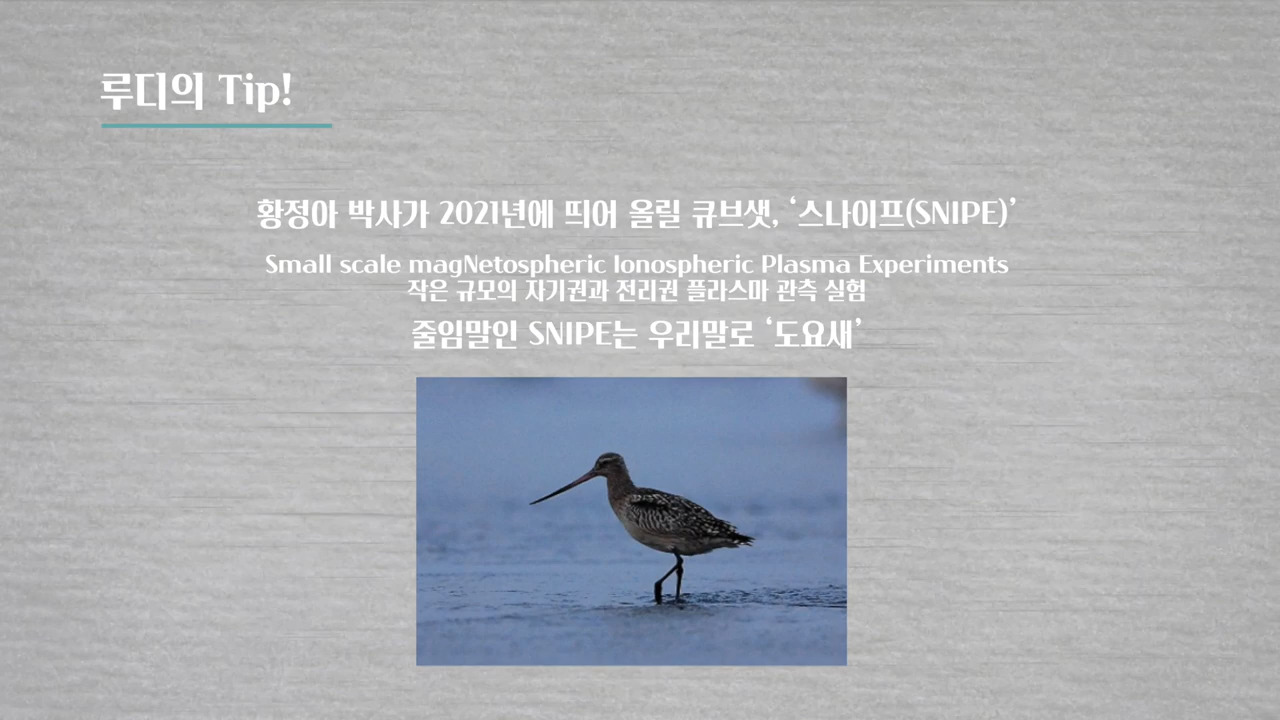 루디의 Tip!
황정아 박사가 2021년에 띄어 올릴 큐브샛, ‘스나이프(SNIPE)’
Small scale magNetospheric Ionospheric Plasma Experiments
작은 규모의 자기권과 전리권 플라스마 관측 실험
줄임말인 SNIPE는 우리말로 ‘도요새’